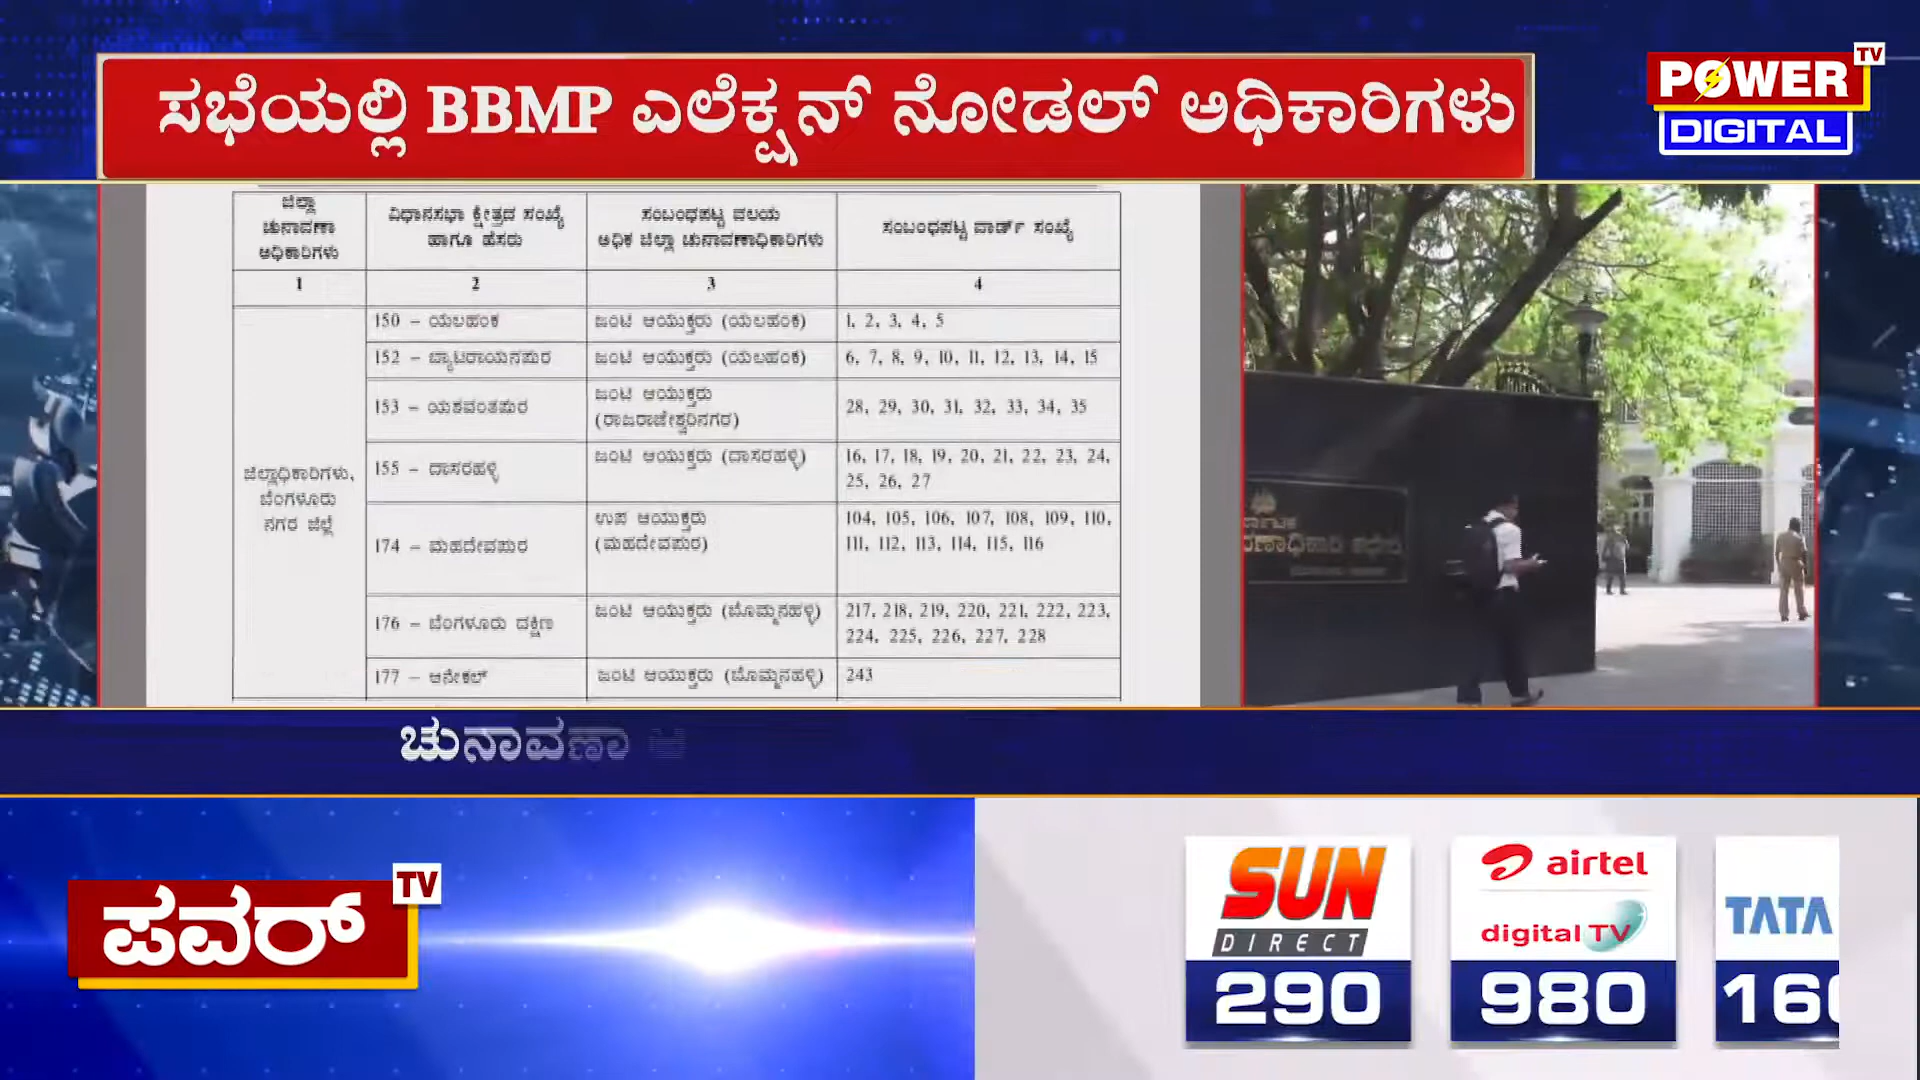 ಸಭೆಯಲ್ಲಿ BBMP ಎಲೆಕ್ಷನ್ ನೋಡಲ್ ಅಧಿಕಾರಿಗಳು
POWER TV
DIGITAL
ಜಿಲ್ಲಾ
ಚುನಾವಣಾ
ಅಧಿಕಾರಿಗಳು
ವಿಧಾನಸಭಾ ಕ್ಷೇತ್ರದ ಸಂಖ್ಯೆ
ಹಾಗೂ ಹೆಸರು
ಸಂಬಂಧಪಟ್ಟ ವಲಯ
ಅಧಿಕ ಜಿಲ್ಲಾ ಚುನಾವಣಾಧಿಕಾರಿಗಳು
ಸಂಬಂಧಪಟ್ಟ ವಾರ್ಡ್ ಸಂಖ್ಯೆ
1 2 3 4
ಜಿಲ್ಲಾಧಿಕಾರಿಗಳು,
ಬೆಂಗಳೂರು
ನಗರ ಜಿಲ್ಲೆ
150 – ಯಲಹಂಕ ಜಂಟಿ ಆಯುಕ್ತರು (ಯಲಹಂಕ) 1, 2, 3, 4, 5
152 – ಬ್ಯಾಟರಾಯನಪುರ ಜಂಟಿ ಆಯುಕ್ತರು (ಯಲಹಂಕ) 6, 7, 8, 9, 10, 11, 12, 13, 14, 15
153 – ಯಶವಂತಪುರ ಜಂಟಿ ಆಯುಕ್ತರು
(ರಾಜರಾಜೇಶ್ವರಿನಗರ) 28, 29, 30, 31, 32, 33, 34, 35
155 – ದಾಸರಹಳ್ಳಿ ಜಂಟಿ ಆಯುಕ್ತರು (ದಾಸರಹಳ್ಳಿ) 16, 17, 18, 19, 20, 21, 22, 23, 24,
25, 26, 27
174 – ಮಹದೇವಪುರ ಉಪ ಆಯುಕ್ತರು
(ಮಹದೇವಪುರ) 104, 105, 106, 107, 108, 109, 110,
111, 112, 113, 114, 115, 116
176 – ಬೆಂಗಳೂರು ದಕ್ಷಿಣ ಜಂಟಿ ಆಯುಕ್ತರು (ಬೊಮ್ಮನಹಳ್ಳಿ) 217, 218, 219, 220, 221, 222, 223,
224, 225, 226, 227, 228
177 – ಆನೇಕಲ್ ಜಂಟಿ ಆಯುಕ್ತರು (ಬೊಮ್ಮನಹಳ್ಳಿ) 243
ಚುನಾವಣಾ
ಪವರ್ TV
SUN
DIRECT
290
airtel
digital TV
980
TATA